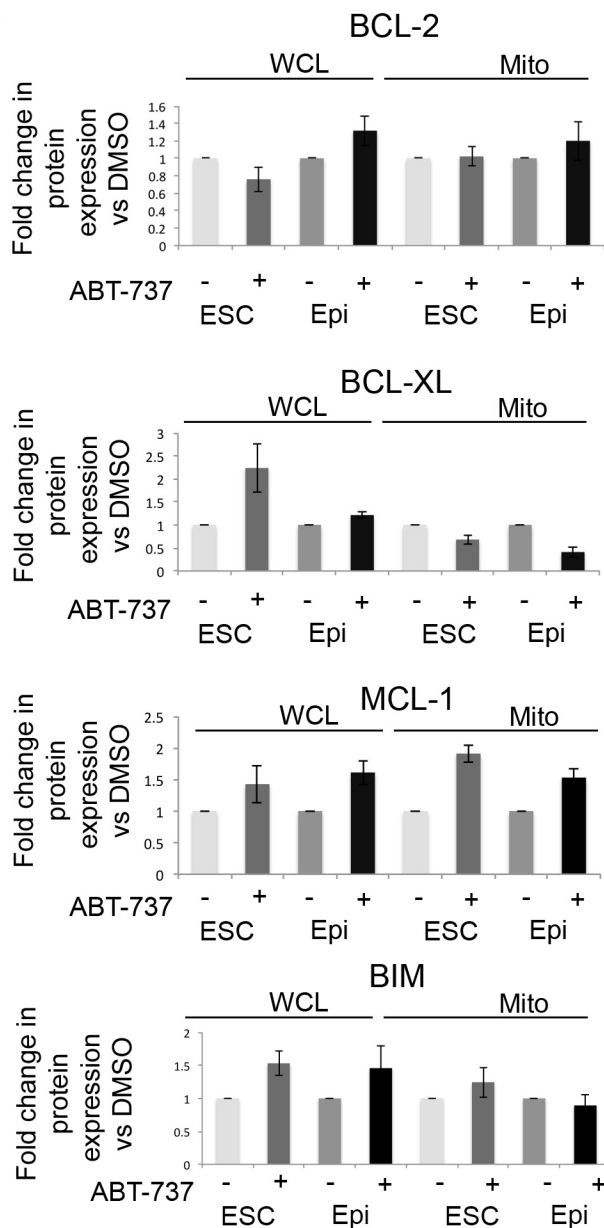 BCL-2
WCL Mito
Fold change in
protein
expression
vs DMSO
1.6
1.4
1.2
1
0.8
0.6
0.4
0.2
0
ABT-737 - + - + - + - +
ESC Epi ESC Epi
BCL-XL
WCL Mito
Fold change in
protein
expression
vs DMSO
3
2.5
2
1.5
1
0.5
0
ABT-737 - + - + - + - +
ESC Epi ESC Epi
MCL-1
WCL Mito
Fold change in
protein
expression
vs DMSO
2.5
2
1.5
1
0.5
0
ABT-737 - + - + - + - +
ESC Epi ESC Epi
BIM
WCL Mito
Fold change in
protein
expression
vs DMSO
2
1.5
1
0.5
0
ABT-737 - + - + - + - +
ESC Epi ESC Epi